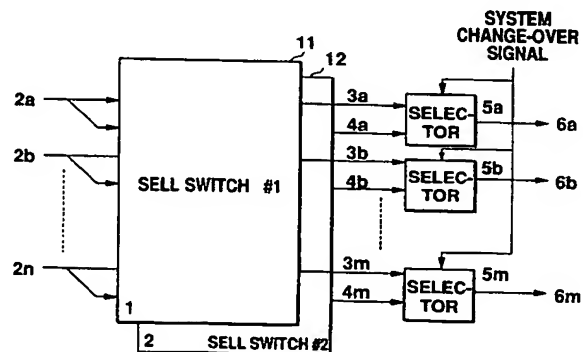 SYSTEM
CHANGE-OVER
SIGNAL
11
12
2a
3a
SELEC-
TOR
5a
6a
4a
2b
3b
SELEC-
TOR
5b
6b
4b
SELL SWITCH #1
2n
3m
SELEC-
TOR
5m
6m
4m
1
2
SELL SWITCH #2